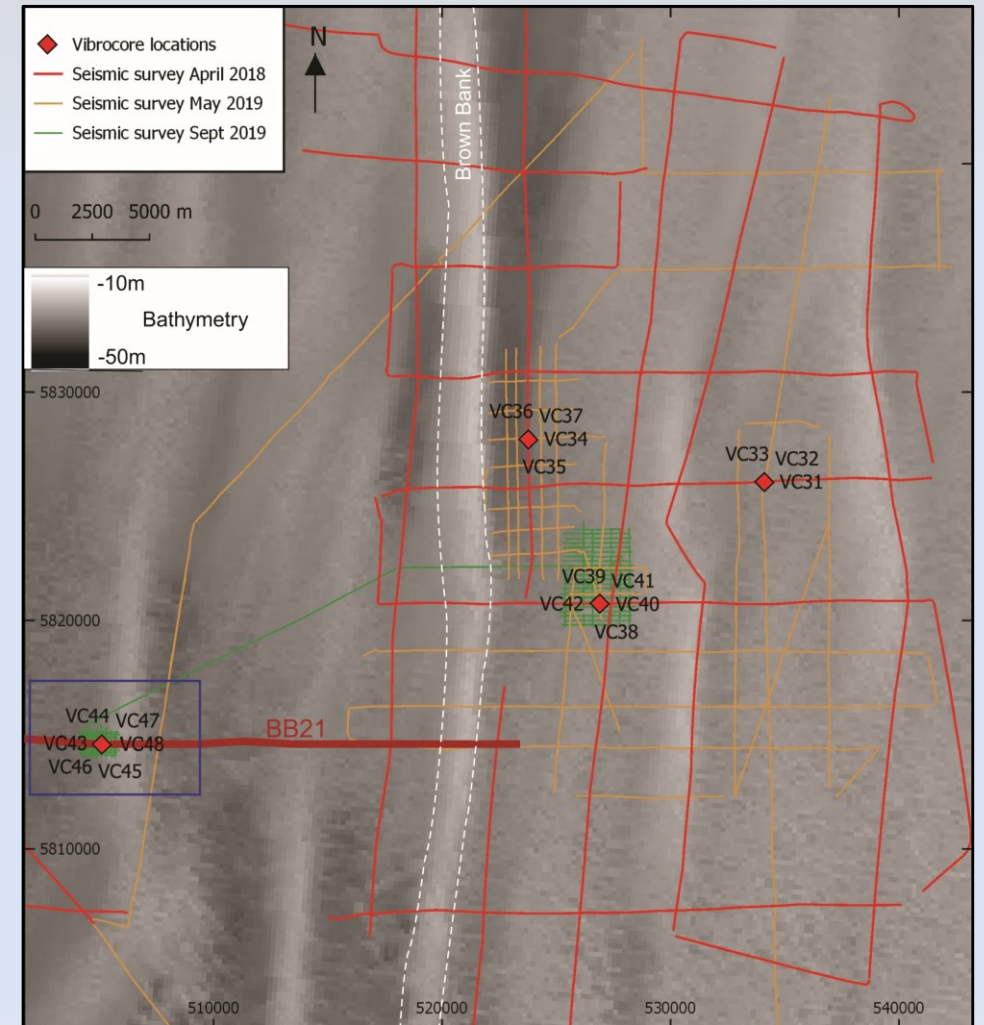 N
Vibrocore locations
Seismic survey April 2018
Seismic survey May 2019
Seismic survey Sept 2019
Brown Bank
0 2500 5000 m
-10m
Bathymetry
-50m
5830000
VC36 VC37
VC34
VC35
VC33 VC32
VC31
VC39 VC41
VC42 VC40
VC38
5820000
VC44 VC47
VC43 VC48
VC46 VC45
BB21
5810000
510000 520000 530000 540000